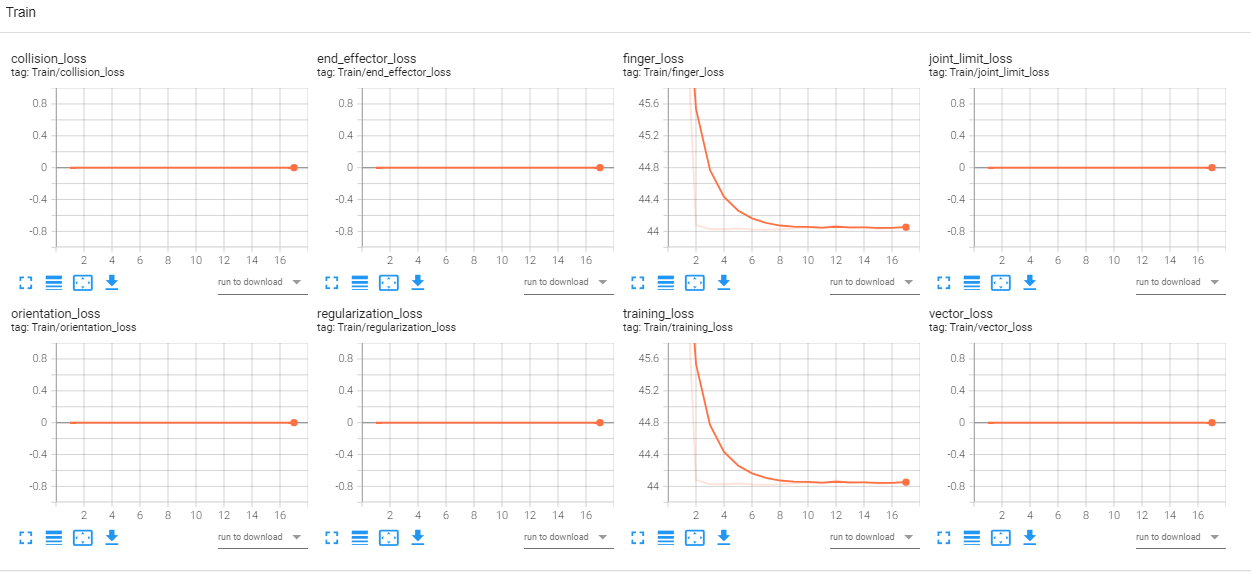 Train
collision_loss
tag: Train/collision_loss
0.8
0.4
0
-0.4
-0.8
2 4 6 8 10 12 14 16
run to download
end_effector_loss
tag: Train/end_effector_loss
0.8
0.4
0
-0.4
-0.8
2 4 6 8 10 12 14 16
run to download
finger_loss
tag: Train/finger_loss
45.6
45.2
44.8
44.4
44
2 4 6 8 10 12 14 16
run to download
joint_limit_loss
tag: Train/joint_limit_loss
0.8
0.4
0
-0.4
-0.8
2 4 6 8 10 12 14 16
run to download
orientation_loss
tag: Train/orientation_loss
0.8
0.4
0
-0.4
-0.8
2 4 6 8 10 12 14 16
run to download
regularization_loss
tag: Train/regularization_loss
0.8
0.4
0
-0.4
-0.8
2 4 6 8 10 12 14 16
run to download
training_loss
tag: Train/training_loss
45.6
45.2
44.8
44.4
44
2 4 6 8 10 12 14 16
run to download
vector_loss
tag: Train/vector_loss
0.8
0.4
0
-0.4
-0.8
2 4 6 8 10 12 14 16
run to download